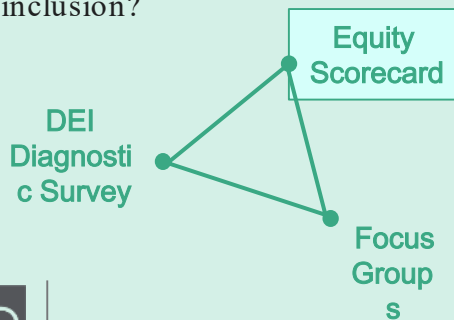 inclusion?
Equity
Scorecard
DEI
Diagnosti
c Survey
Focus
Group
s